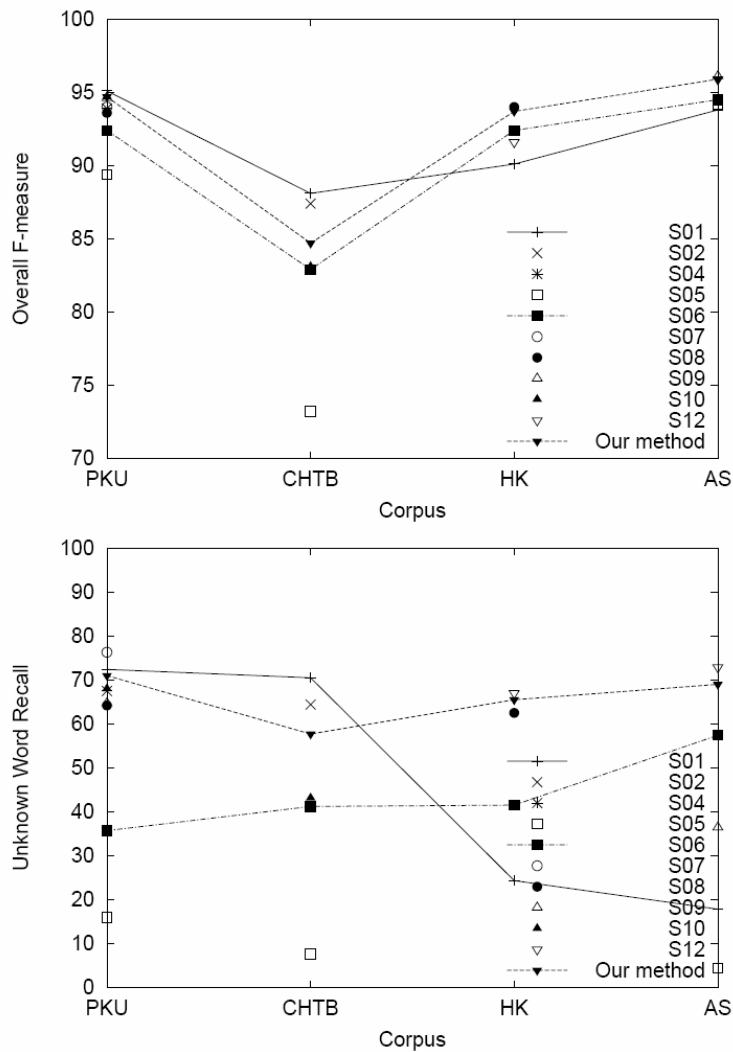 100
95
90
85
80
75
70
Overall F-measure
S01
S02
S04
S05
S06
S07
S08
S09
S10
S12
Our method
PKU
CHTB
HK
AS
Corpus
100
90
80
70
60
50
40
30
20
10
0
Unknown Word Recall
S01
S02
S04
S05
S06
S07
S08
S09
S10
S12
Our method
PKU
CHTB
HK
AS
Corpus